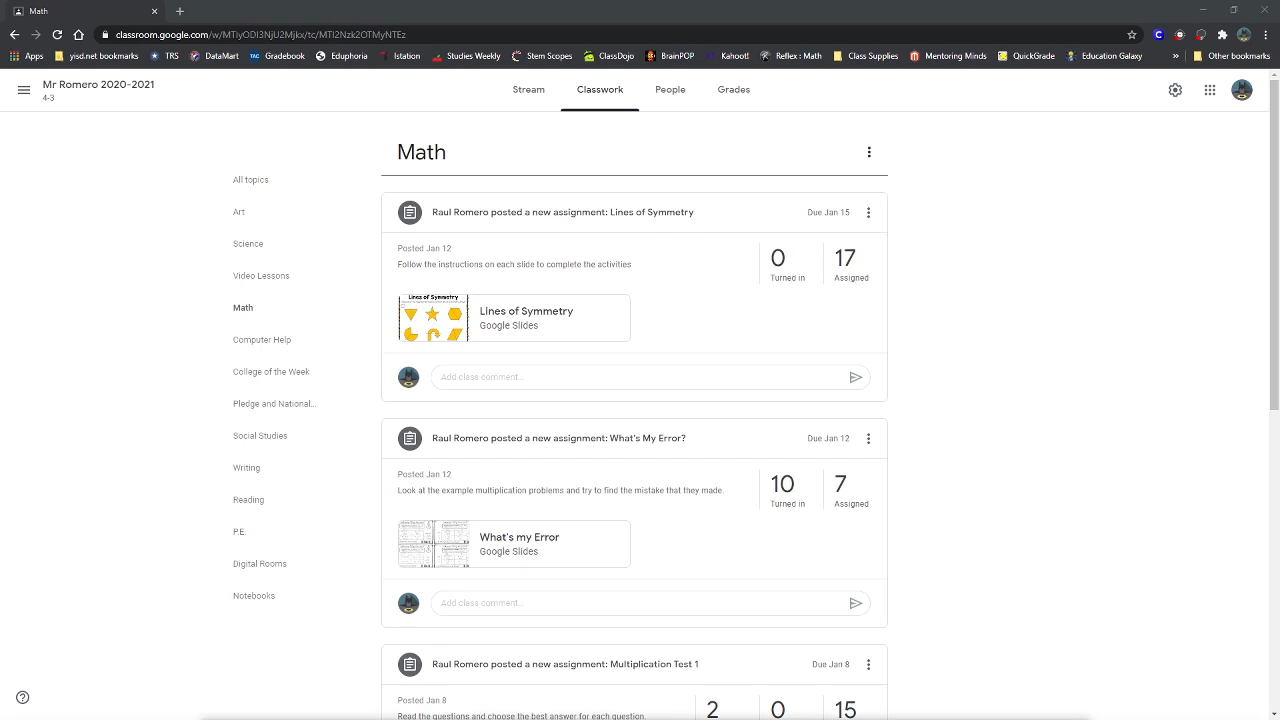 Math
classroom.google.com/w/MTIyODI3NjU2Mjkx/tc/MTI2Nzk2OTMyNTEz
Apps yisd.net bookmarks TRS DataMart Gradebook Eduphoria Istation Studies Weekly Stem Scopes ClassDojo BrainPOP Kahoot! Reflex : Math Class Supplies Mentoring Minds QuickGrade Education Galaxy » Other bookmarks
Mr Romero 2020-2021
4-3
Stream Classwork People Grades
Math
All topics
Art
Science
Video Lessons
Math
Computer Help
College of the Week
Pledge and National...
Social Studies
Writing
Reading
P.E.
Digital Rooms
Notebooks
Raul Romero posted a new assignment: Lines of Symmetry Due Jan 15
Posted Jan 12
Follow the instructions on each slide to complete the activities
0 17
Turned in Assigned
Lines of Symmetry
Lines of Symmetry
Google Slides
Add class comment...
Raul Romero posted a new assignment: What's My Error? Due Jan 12
Posted Jan 12
Look at the example multiplication problems and try to find the mistake that they made.
10 7
Turned in Assigned
What's my Error
Google Slides
Add class comment...
Raul Romero posted a new assignment: Multiplication Test 1 Due Jan 8
Posted Jan 8
Read the questions and choose the best answer for each question.
2 0 15